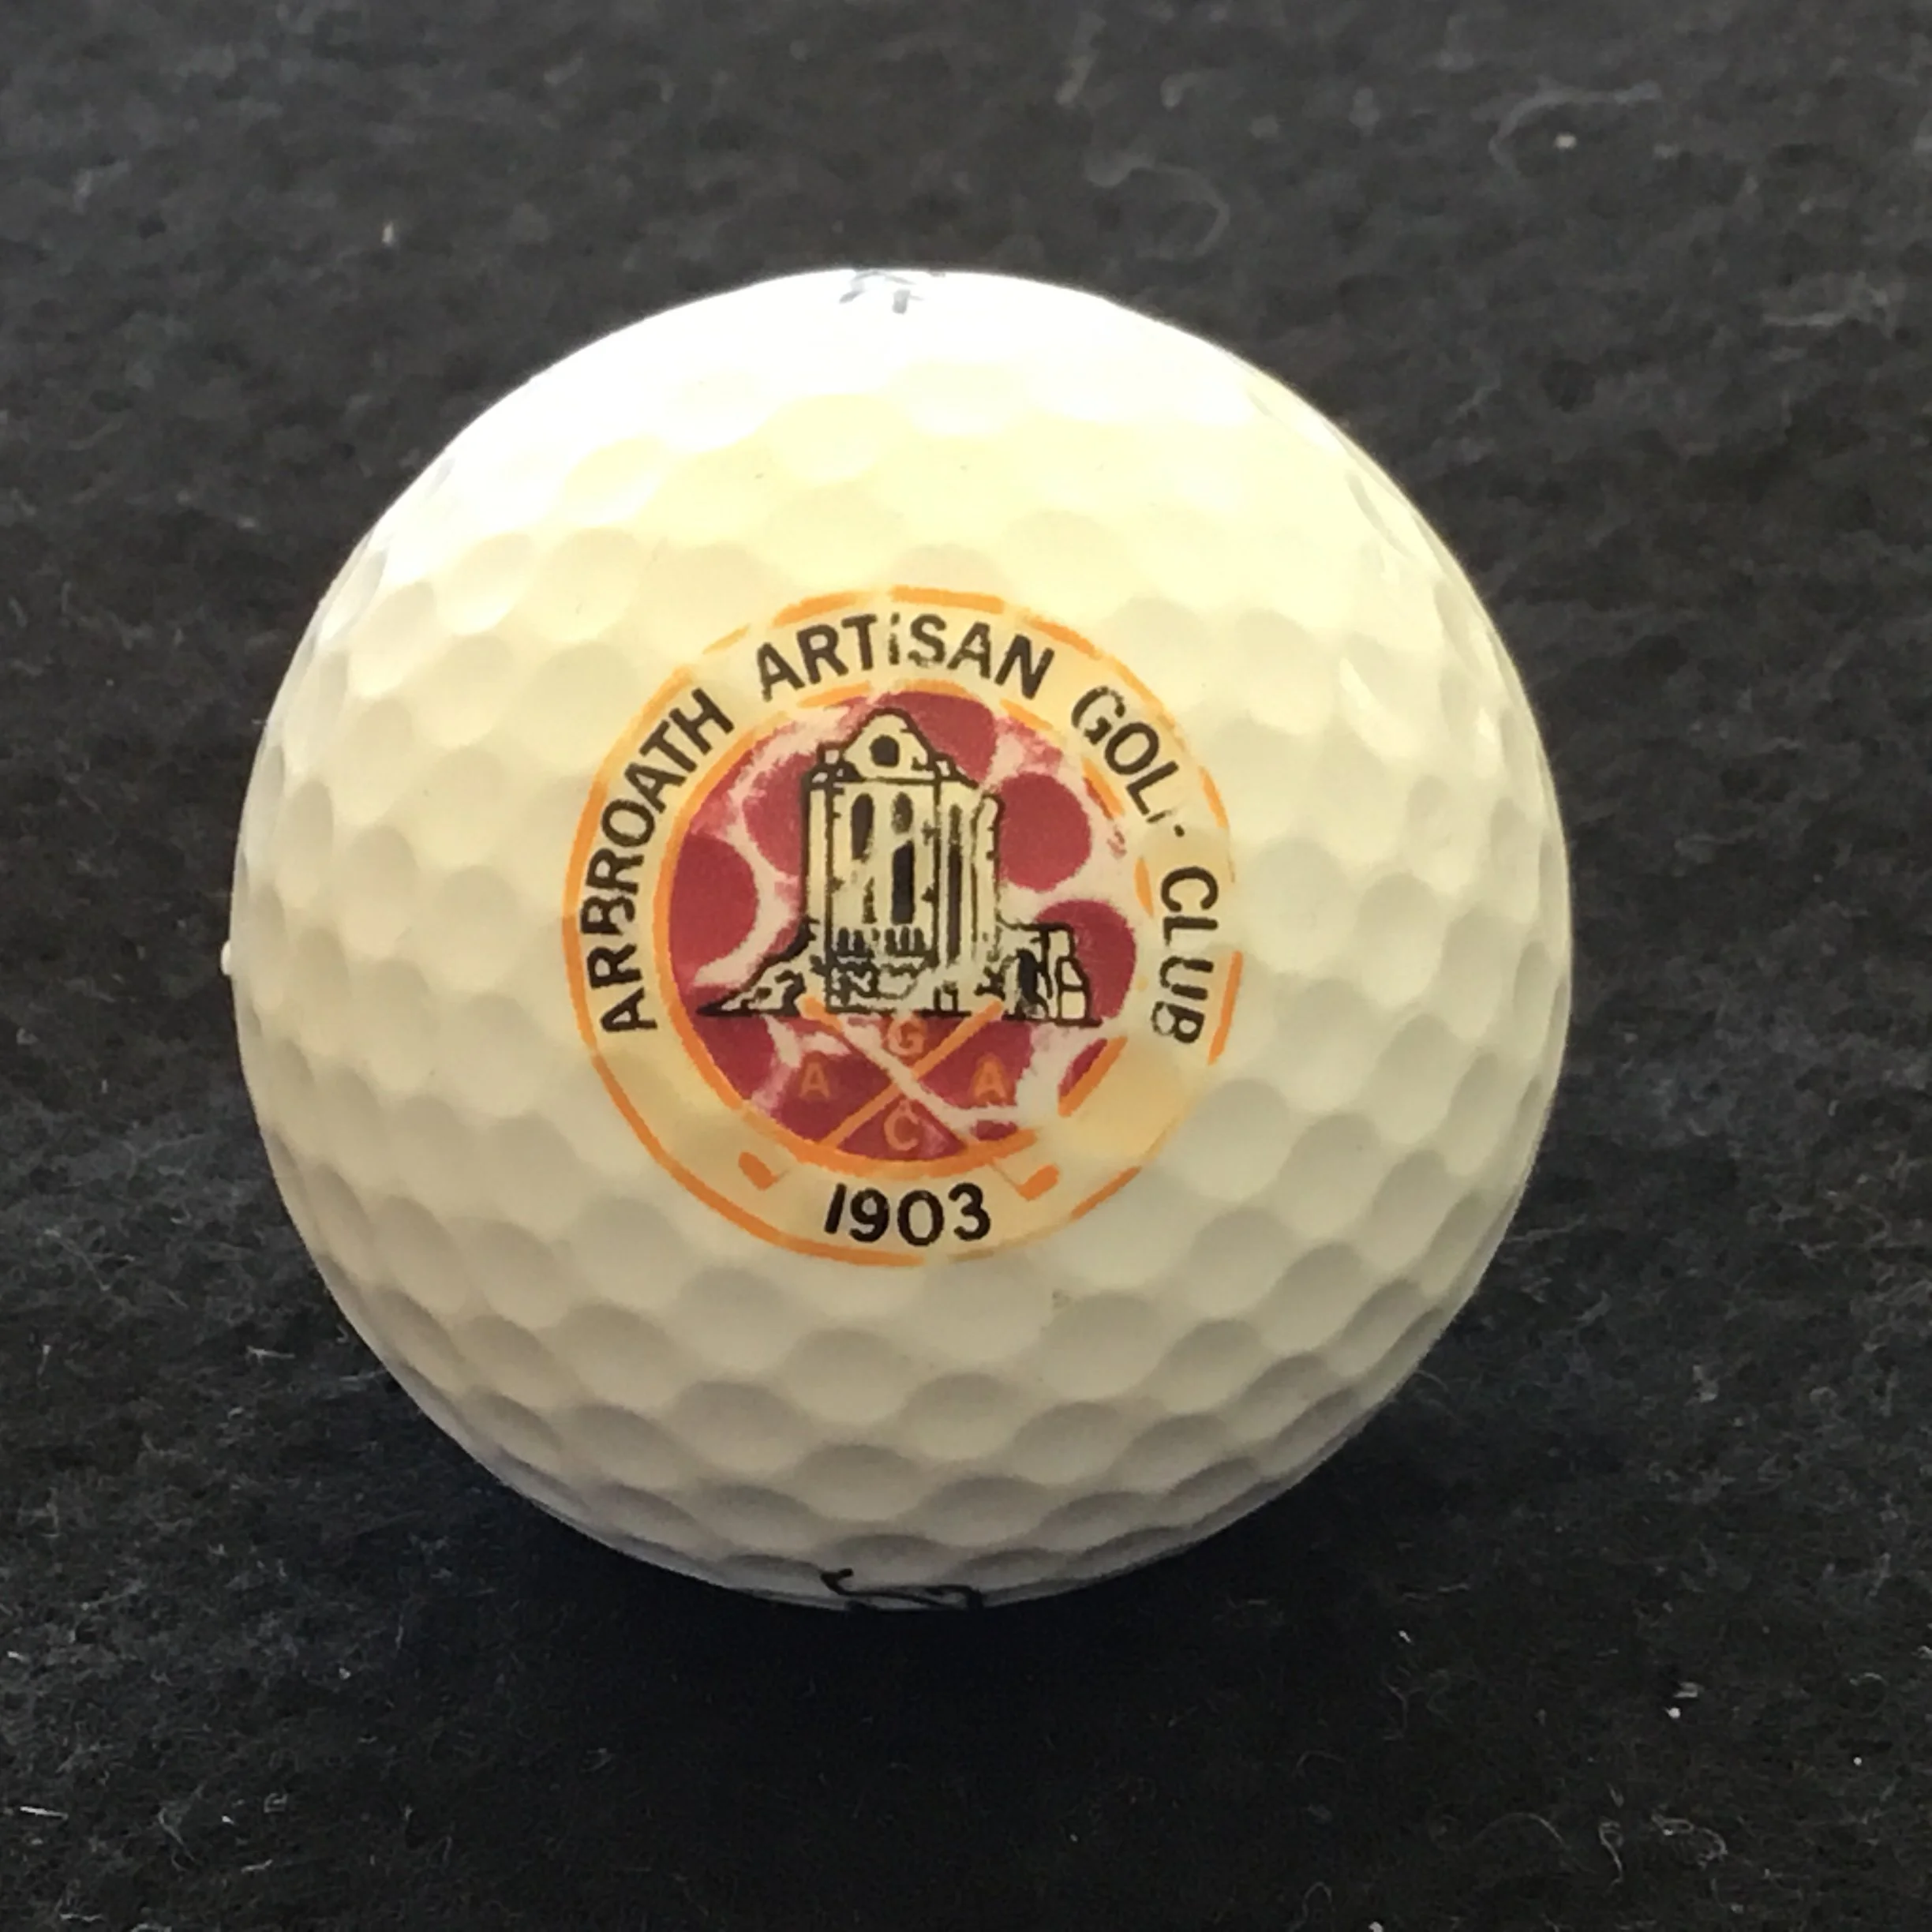 ARBROATH ARTiSAN GOLF CLUB
G
A A
C
1903